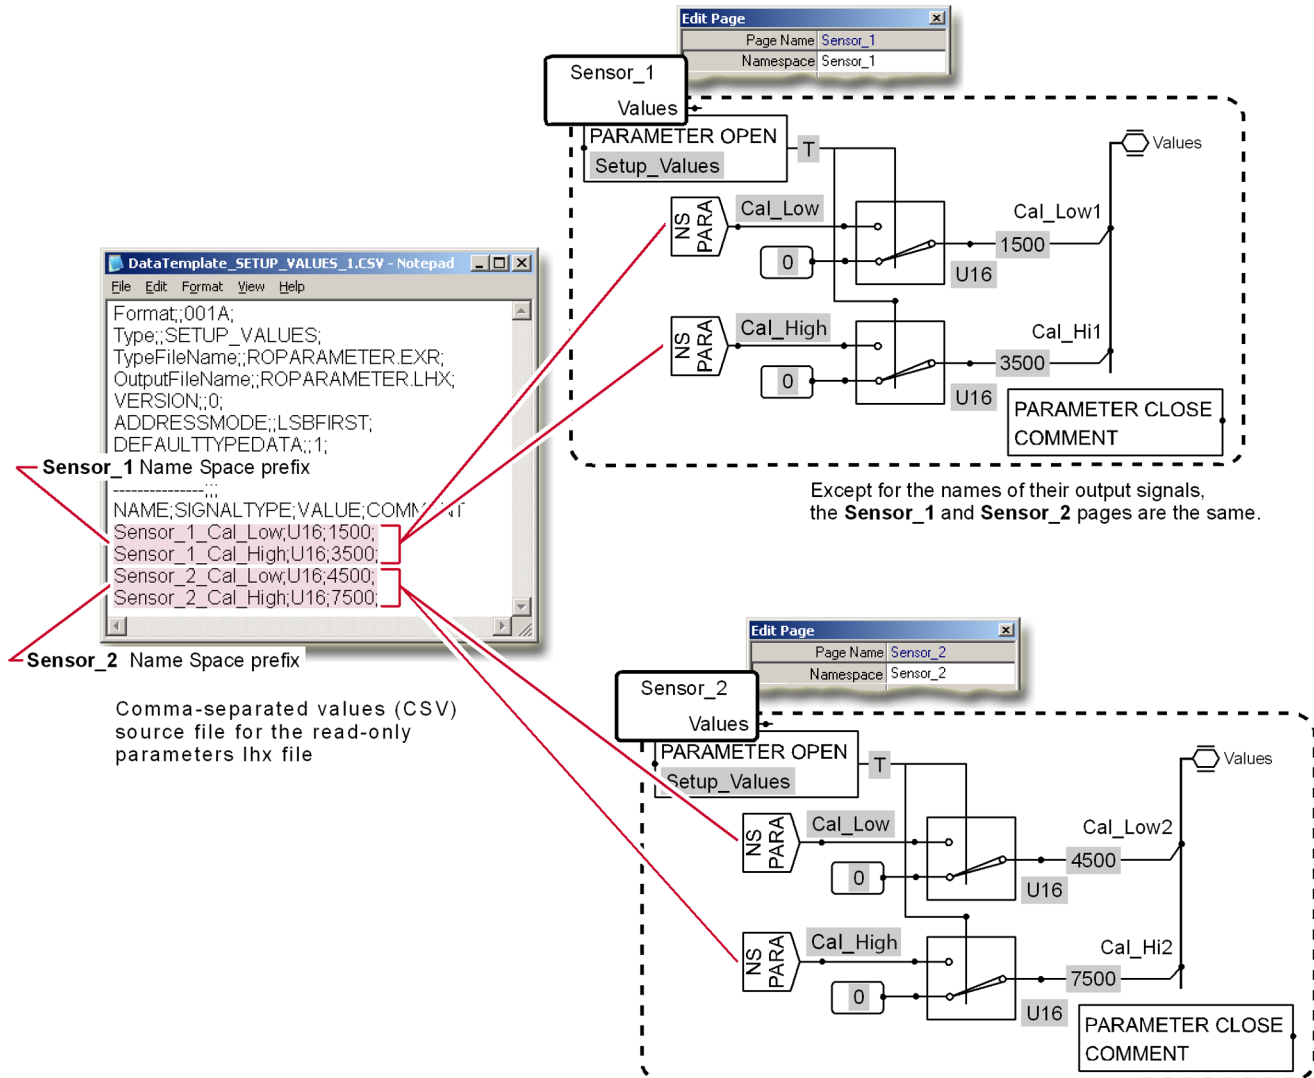 Edit Page
Page Name Sensor_1
Namespace Sensor_1
Sensor_1
Values
PARAMETER OPEN
Setup_Values
T
Values
NS PARA
Cal_Low
0
U16
1500
Cal_Low1
NS PARA
Cal_High
0
U16
3500
Cal_Hi1
PARAMETER CLOSE
COMMENT
Except for the names of their output signals,
the Sensor_1 and Sensor_2 pages are the same.
DataTemplate_SETUP_VALUES_1.CSV - Notepad
File Edit Format View Help
Format;;001A;
Type;;SETUP_VALUES;
TypeFileName;;ROPARAMETER.EXR;
OutputFileName;;ROPARAMETER.LHX;
VERSION;;0;
ADDRESSMODE;;LSBFIRST;
DEFAULTTYPEDATA;;1;
Sensor_1 Name Space prefix
---------------;;;
NAME;SIGNALTYPE;VALUE;COMMENT
Sensor_1_Cal_Low;U16;1500;
Sensor_1_Cal_High;U16;3500;
Sensor_2_Cal_Low;U16;4500;
Sensor_2_Cal_High;U16;7500;
Sensor_2 Name Space prefix
Comma-separated values (CSV)
source file for the read-only
parameters lhx file
Edit Page
Page Name Sensor_2
Namespace Sensor_2
Sensor_2
Values
PARAMETER OPEN
Setup_Values
T
Values
NS PARA
Cal_Low
0
U16
4500
Cal_Low2
NS PARA
Cal_High
0
U16
7500
Cal_Hi2
PARAMETER CLOSE
COMMENT